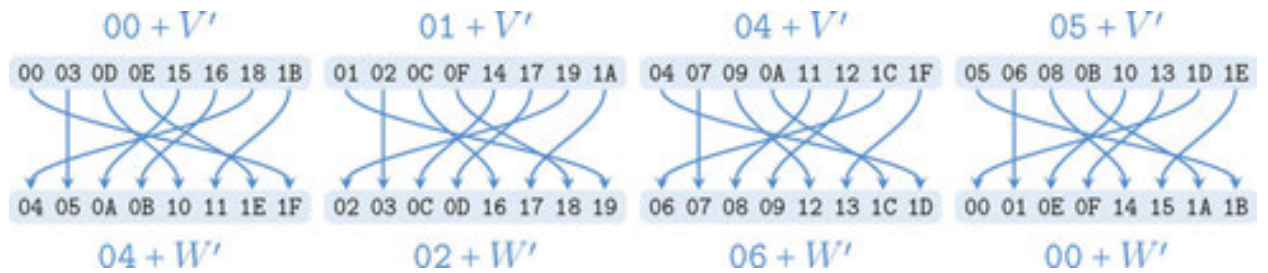 00 + V′ 01 + V′ 04 + V′ 05 + V′
00 03 0D 0E 15 16 18 1B 01 02 0C 0F 14 17 19 1A 04 07 09 0A 11 12 1C 1F 05 06 08 0B 10 13 1D 1E
04 05 0A 0B 10 11 1E 1F 02 03 0C 0D 16 17 18 19 06 07 08 09 12 13 1C 1D 00 01 0E 0F 14 15 1A 1B
04 + W′ 02 + W′ 06 + W′ 00 + W′